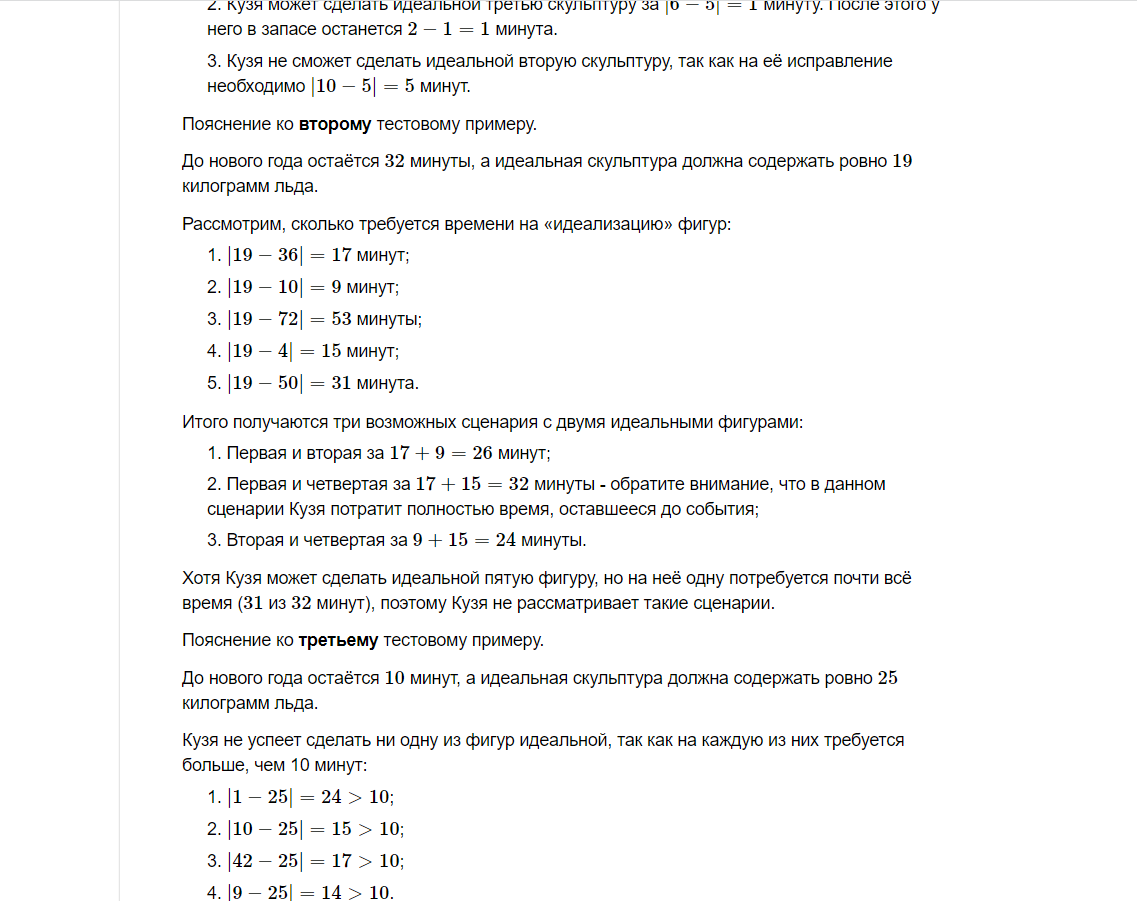 2. Кузя может сделать идеальной третью скульптуру за |6 − 5| = 1 минуту. После этого у
него в запасе останется 2 − 1 = 1 минута.
3. Кузя не сможет сделать идеальной вторую скульптуру, так как на её исправление
необходимо |10 − 5| = 5 минут.
Пояснение ко второму тестовому примеру.
До нового года остаётся 32 минуты, а идеальная скульптура должна содержать ровно 19
килограмм льда.
Рассмотрим, сколько требуется времени на «идеализацию» фигур:
1. |19 − 36| = 17 минут;
2. |19 − 10| = 9 минут;
3. |19 − 72| = 53 минуты;
4. |19 − 4| = 15 минут;
5. |19 − 50| = 31 минута.
Итого получаются три возможных сценария с двумя идеальными фигурами:
1. Первая и вторая за 17 + 9 = 26 минут;
2. Первая и четвертая за 17 + 15 = 32 минуты - обратите внимание, что в данном
сценарии Кузя потратит полностью время, оставшееся до события;
3. Вторая и четвертая за 9 + 15 = 24 минуты.
Хотя Кузя может сделать идеальной пятую фигуру, но на неё одну потребуется почти всё
время (31 из 32 минут), поэтому Кузя не рассматривает такие сценарии.
Пояснение ко третьему тестовому примеру.
До нового года остаётся 10 минут, а идеальная скульптура должна содержать ровно 25
килограмм льда.
Кузя не успеет сделать ни одну из фигур идеальной, так как на каждую из них требуется
больше, чем 10 минут:
1. |1 − 25| = 24 > 10;
2. |10 − 25| = 15 > 10;
3. |42 − 25| = 17 > 10;
4. |9 − 25| = 14 > 10.